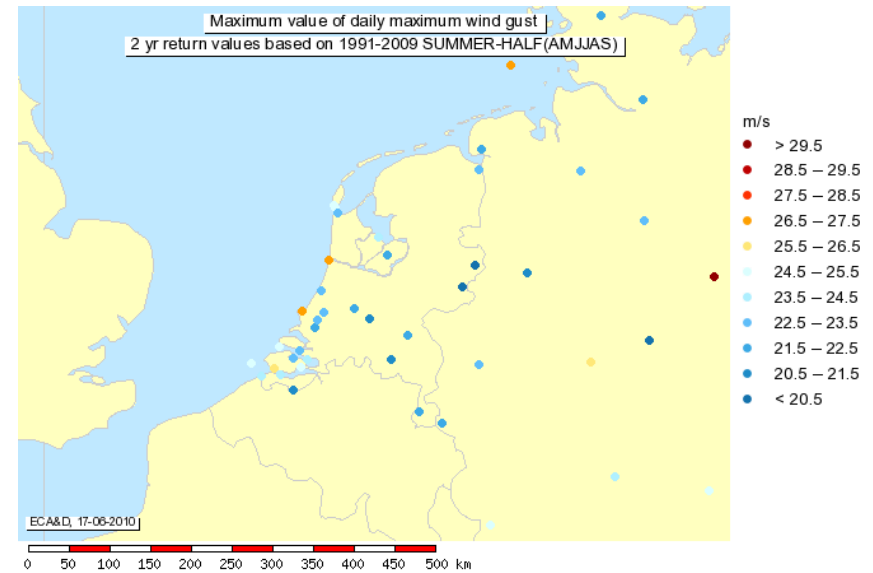 Maximum value of daily maximum wind gust
2 yr return values based on 1991-2009 SUMMER-HALF(AMJJAS)
m/s
> 29.5
28.5 – 29.5
27.5 – 28.5
26.5 – 27.5
25.5 – 26.5
24.5 – 25.5
23.5 – 24.5
22.5 – 23.5
21.5 – 22.5
20.5 – 21.5
< 20.5
ECA&D, 17-06-2010
0 50 100 150 200 250 300 350 400 450 500 km